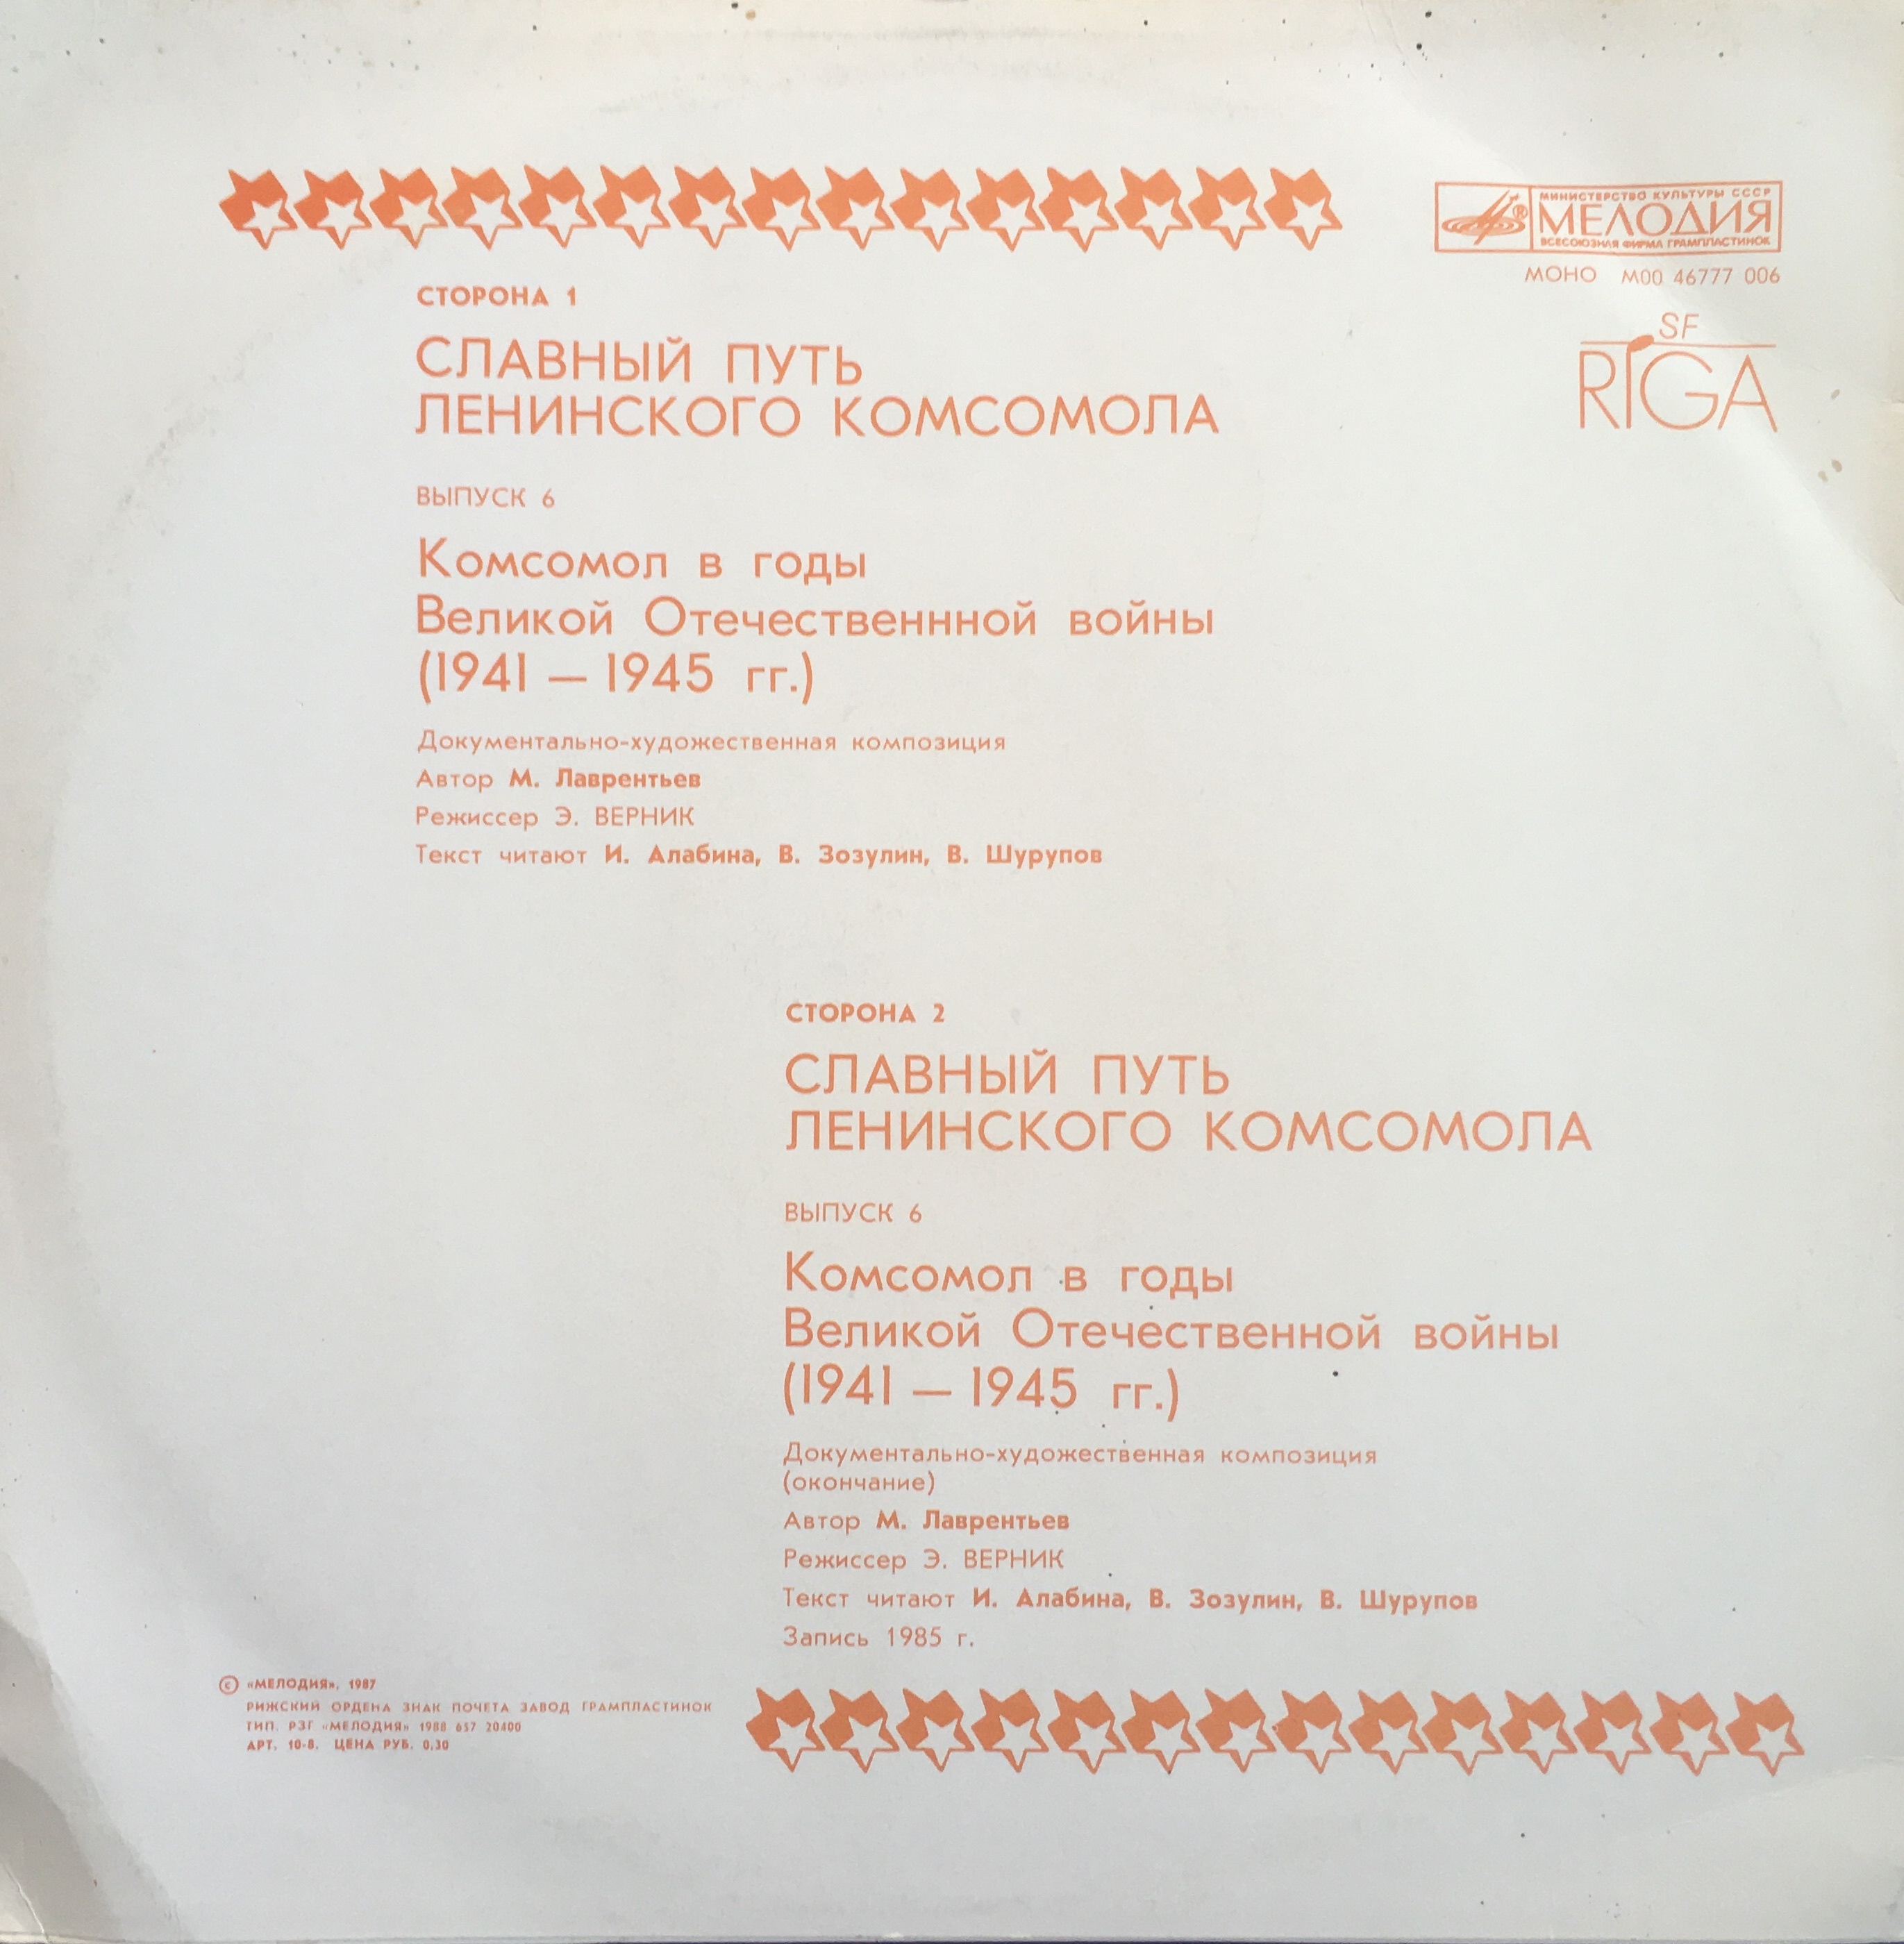 МИНИСТЕРСТВО КУЛЬТУРЫ СССР
МЕЛОДИЯ
ВСЕСОЮЗНАЯ ФИРМА ГРАМПЛАСТИНОК
МОНО М00 46777 006
SF
RIGA
СТОРОНА 1
СЛАВНЫЙ ПУТЬ
ЛЕНИНСКОГО КОМСОМОЛА
ВЫПУСК 6
Комсомол в годы
Великой Отечественнной войны
(1941 — 1945 гг.)
Документально-художественная композиция
Автор М. Лаврентьев
Режиссер Э. ВЕРНИК
Текст читают И. Алабина, В. Зозулин, В. Шурупов
СТОРОНА 2
СЛАВНЫЙ ПУТЬ
ЛЕНИНСКОГО КОМСОМОЛА
ВЫПУСК 6
Комсомол в годы
Великой Отечественной войны
(1941 — 1945 гг.)
Документально-художественная композиция
(окончание)
Автор М. Лаврентьев
Режиссер Э. ВЕРНИК
Текст читают И. Алабина, В. Зозулин, В. Шурупов
Запись 1985 г.
© «МЕЛОДИЯ», 1987
РИЖСКИЙ ОРДЕНА ЗНАК ПОЧЕТА ЗАВОД ГРАМПЛАСТИНОК
ТИП. РЗГ «МЕЛОДИЯ» 1988 657 20400
АРТ. 10-8. ЦЕНА РУБ. 0.30